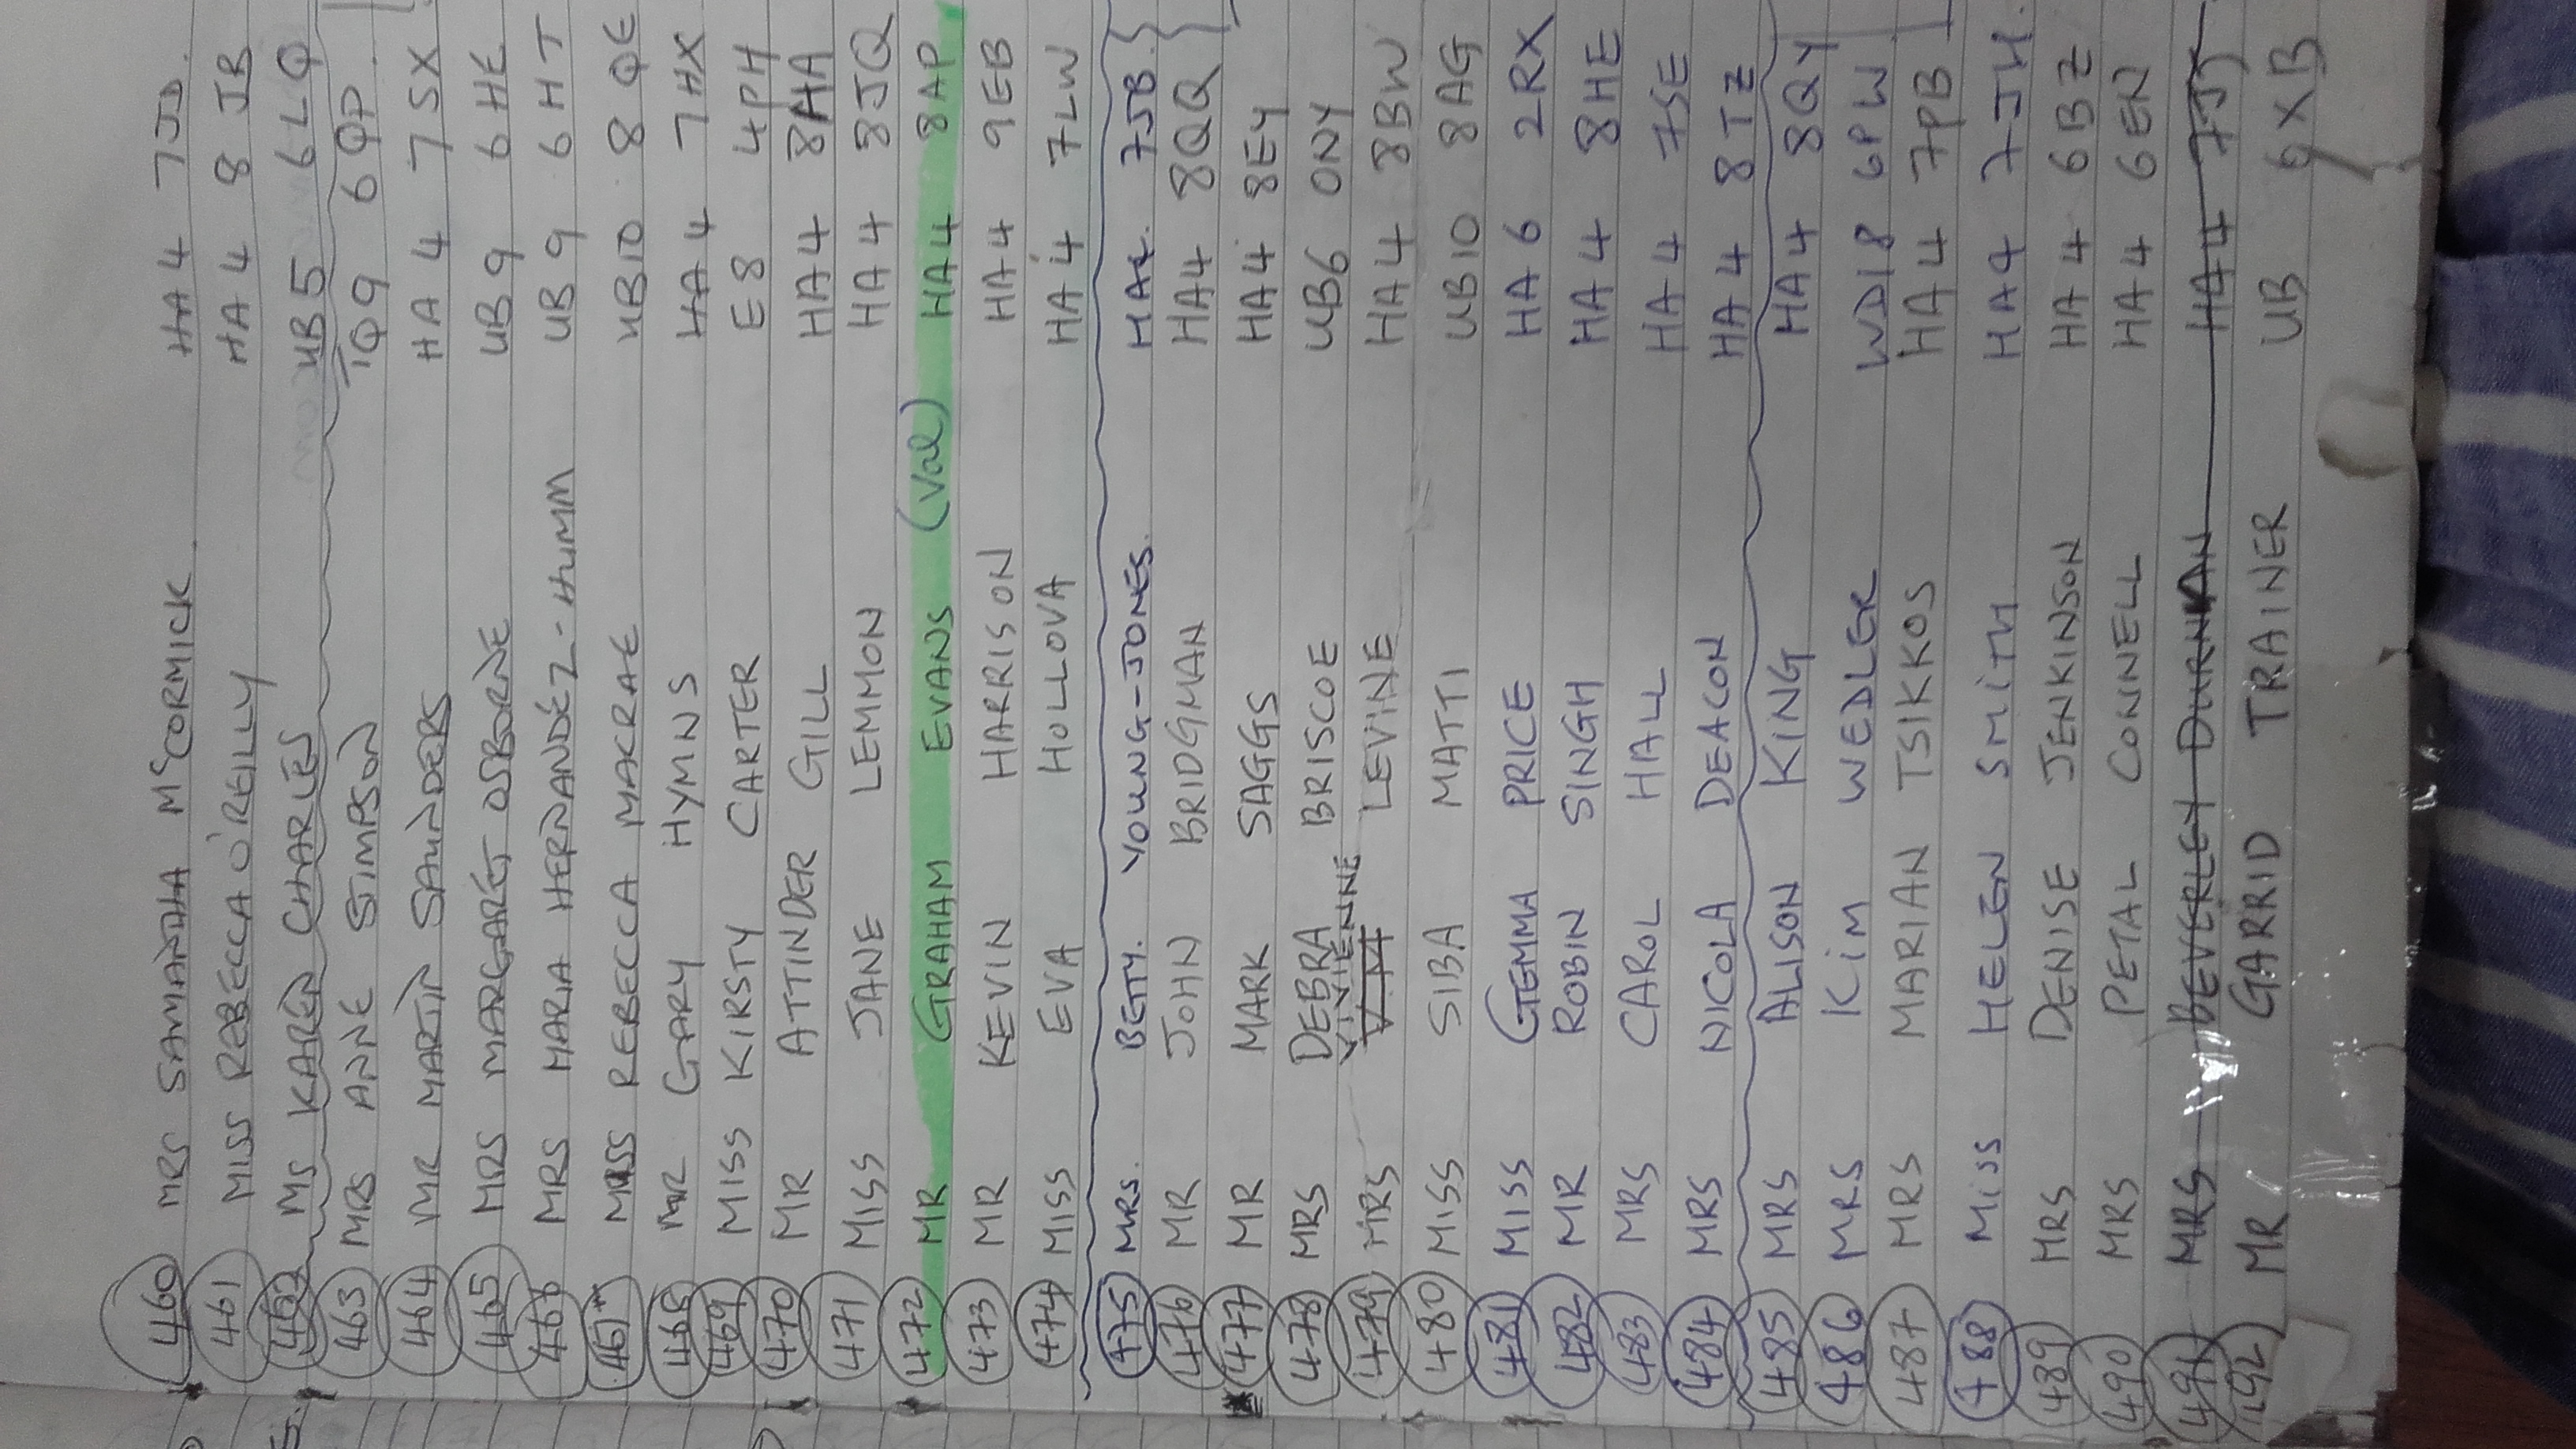 460 MRS SAMANTHA McCORMICK. HA4 7JD.
461 MISS REBECCA O'REILLY HA4 8JB
462 MS KAREN CHARLES UB5 6LQ
463 MRS ANNE STIMPSON TQ9 6QP.
464 MR MARTIN SAUNDERS HA4 7SX
465 MRS MARGARET OSBORNE UB9 6HE
466 MRS MARIA HERNANDÉZ-HUMM UB9 6HT
467 MISS REBECCA MACRAE UB10 8QE
468 MR GARY HYMNS HA4 7HX
469 MISS KIRSTY CARTER E8 4PH
470 MR ATTINDER GILL HA4 8HA
471 MISS JANE LEMMON HA4 8JQ
472 MR GRAHAM EVANS (Val) HA4 8AP
473 MR KEVIN HARRISON HA4 9EB
474 MISS EVA HOLLOVA HA4 7LW
475 MRS. BETTY. YOUNG-JONES. HA4. 7JB.
476 MR JOHN BRIDGMAN HA4 8QQ
477 MR MARK SAGGS HA4 8EY
478 MRS DEBRA BRISCOE UB6 0NY
VIVIENNE
479 MRS V.M LEVINE HA4 8BW
480 MISS SIBA MATTI UB10 8AG
481 MISS GEMMA PRICE HA6 2RX
482 MR ROBIN SINGH HA4 8HE
483 MRS CAROL HALL HA4 7SE
484 MRS NICOLA DEACON HA4 8TZ
485 MRS ALISON KING HA4 8QY
486 MRS KiM WEDLER WD18 6PW
487 MRS MARIAN TSIKKOS HA4 7PB
488 MiSS HELEN SMiTH HA4 7JH.
489 MRS DENISE JENKINSON HA4 6BZ
490 MRS PETAL CONNELL HA4 6EN
491 MRS BEVERLEY DURNIAN HA4 7JJ
492 MR GARRID TRAINER UB 6XB